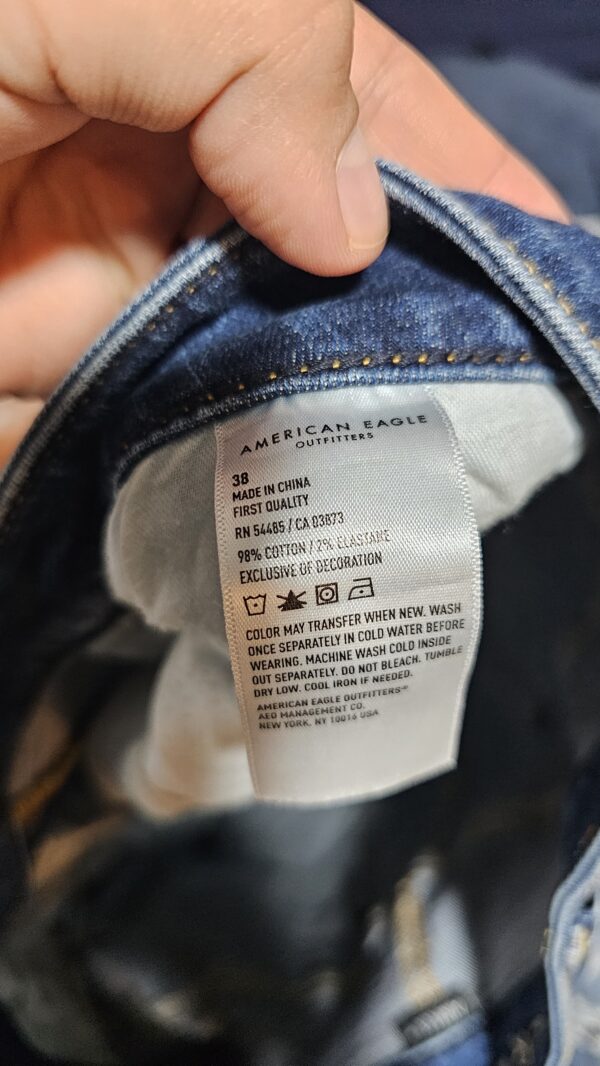 AMERICAN EAGLE
OUTFITTERS
38
MADE IN CHINA
FIRST QUALITY
RN 54485 / CA 03673
98% COTTON / 2% ELASTANE
EXCLUSIVE OF DECORATION
COLOR MAY TRANSFER WHEN NEW. WASH
ONCE SEPARATELY IN COLD WATER BEFORE
WEARING. MACHINE WASH COLD INSIDE
OUT SEPARATELY. DO NOT BLEACH. TUMBLE
DRY LOW. COOL IRON IF NEEDED.
AMERICAN EAGLE OUTFITTERS℠
AEO MANAGEMENT CO.
NEW YORK, NY 10016 USA